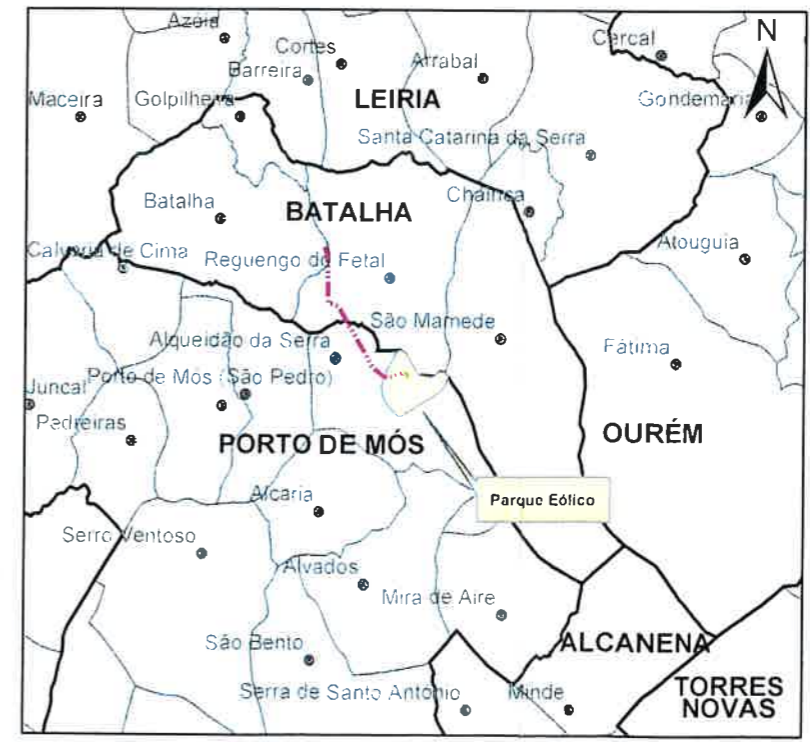 Azóia
N
Cortes
Cercal
Barreira
Arrabal
Maceira
Golpilheira
LEIRIA
Gondemaria
Santa Catarina da Serra
Batalha
BATALHA
Chainça
Calvaria de Cima
Reguengo do Fetal
Atouguia
São Mamede
Alqueidão da Serra
Fátima
Juncal
Porto de Mós (São Pedro)
Pedreiras
PORTO DE MÓS
OURÉM
Parque Eólico
Alcaria
Serro Ventoso
Alvados
Mira de Aire
São Bento
ALCANENA
Serra de Santo António
Minde
TORRES
NOVAS